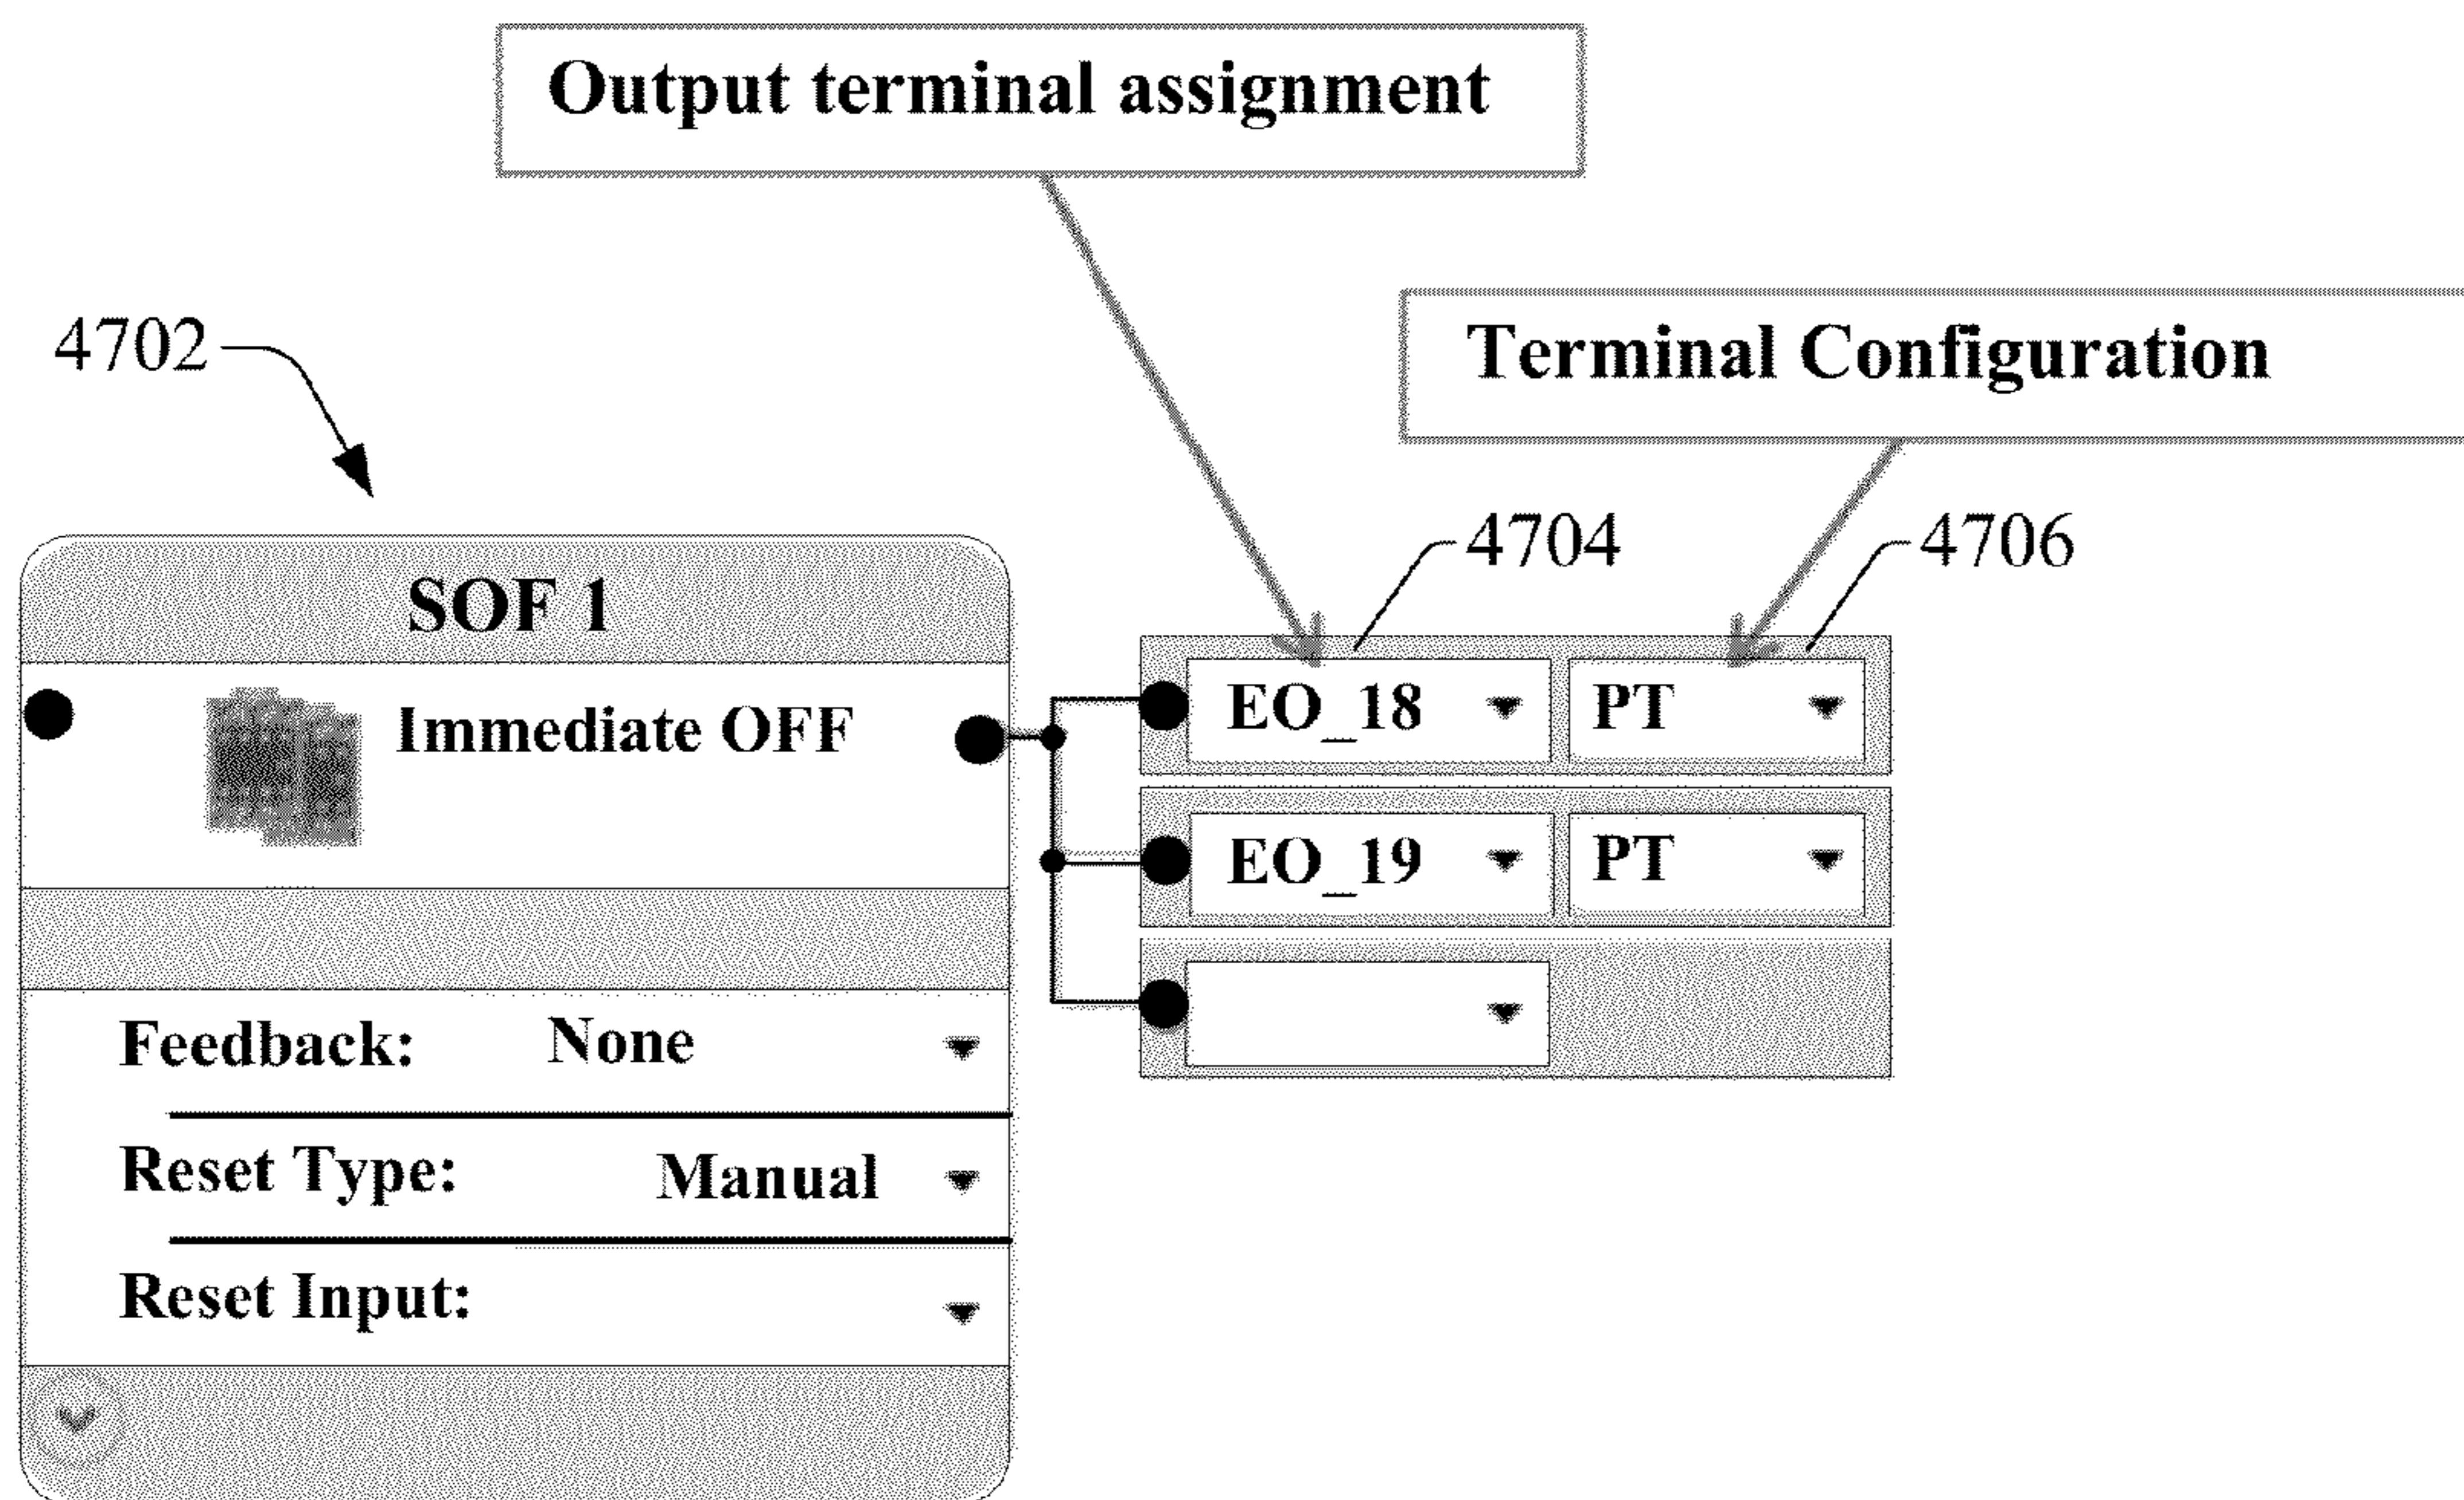 Output terminal assignment
Terminal Configuration
4702
4704
4706
SOF 1
Immediate OFF
EO_18
PT
EO_19
PT
Feedback: None
Reset Type: Manual
Reset Input: